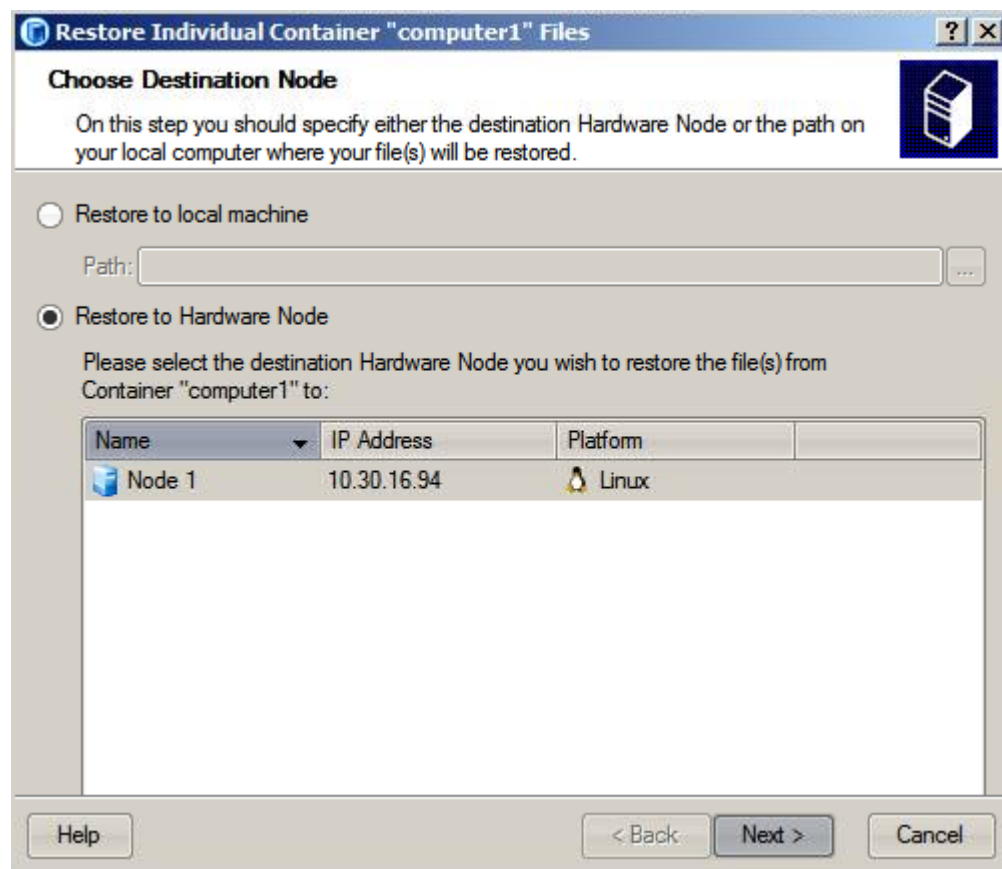 Restore Individual Container "computer1" Files
Choose Destination Node
On this step you should specify either the destination Hardware Node or the path on
your local computer where your file(s) will be restored.
Restore to local machine
Path:
...
Restore to Hardware Node
Please select the destination Hardware Node you wish to restore the file(s) from
Container "computer1" to:
Name IP Address Platform
Node 1 10.30.16.94 Linux
Help < Back Next > Cancel